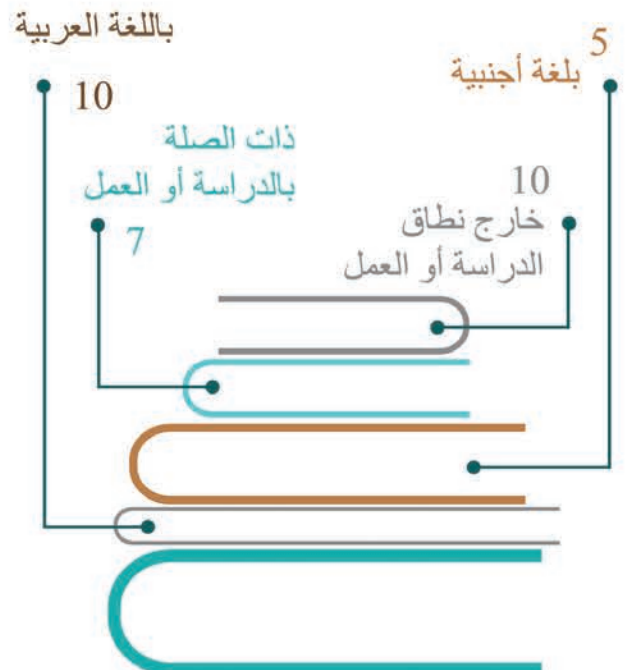 5
بلغة أجنبية
باللغة العربية
10
10
خارج نطاق
الدراسة أو العمل
ذات الصلة
بالدراسة أو العمل
7